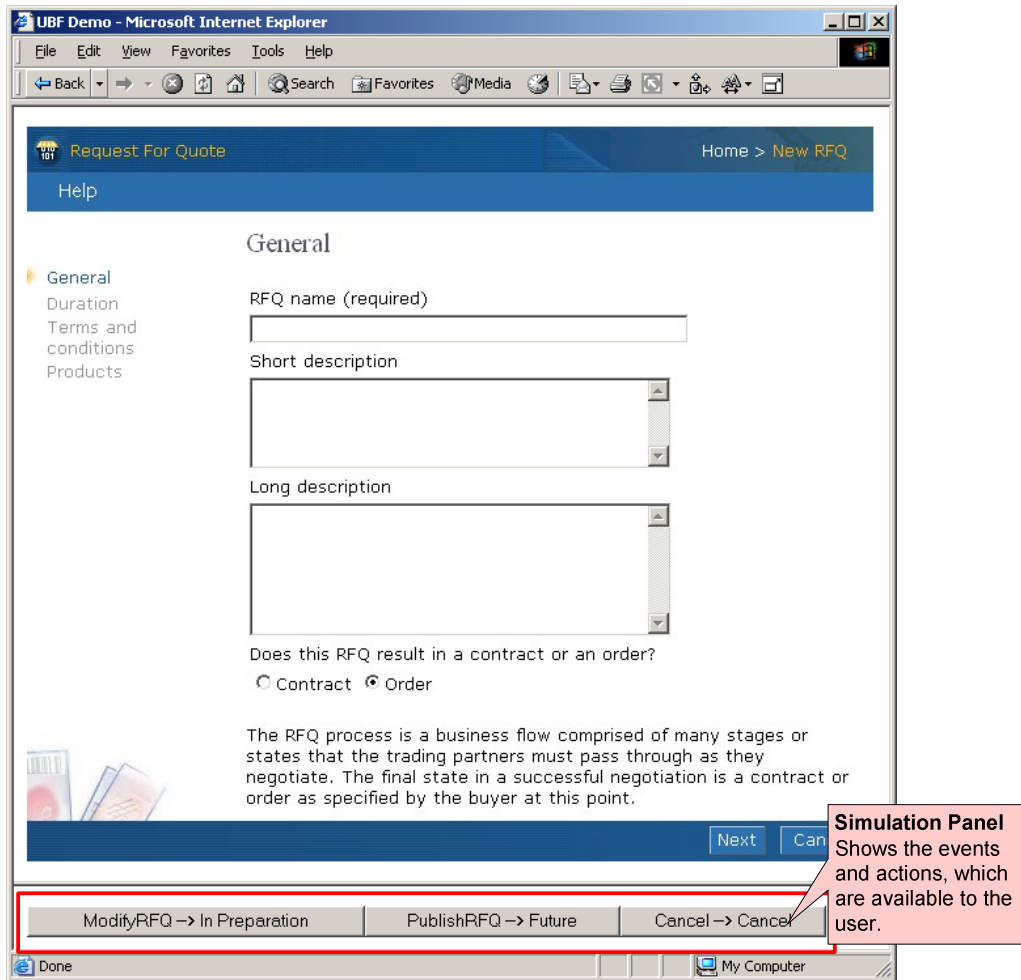 UBF Demo - Microsoft Internet Explorer
File Edit View Favorites Tools Help
Back Search Favorites Media
Request For Quote Home > New RFQ
Help
General
General
Duration
Terms and
conditions
Products
RFQ name (required)
Short description
Long description
Does this RFQ result in a contract or an order?
Contract Order
The RFQ process is a business flow comprised of many stages or
states that the trading partners must pass through as they
negotiate. The final state in a successful negotiation is a contract or
order as specified by the buyer at this point.
Next Can
Simulation Panel
Shows the events
and actions, which
are available to the
user.
ModifyRFQ --> In Preparation PublishRFQ --> Future Cancel --> Cancel
Done My Computer